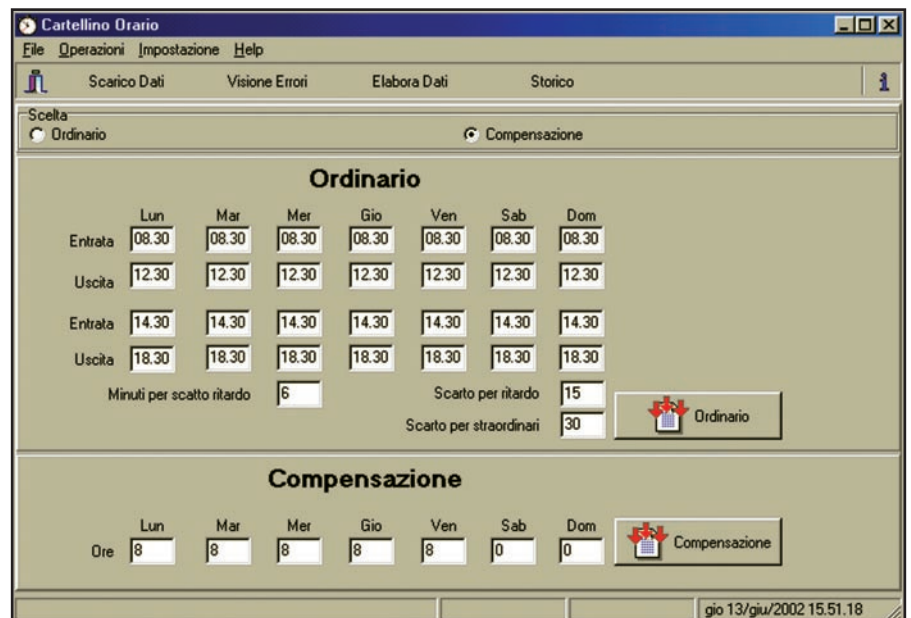 Cartellino Orario
File Operazioni Impostazione Help
Scarico Dati Visione Errori Elabora Dati Storico
Scelta
Ordinario Compensazione
Ordinario
Lun Mar Mer Gio Ven Sab Dom
Entrata 08.30 08.30 08.30 08.30 08.30 08.30 08.30
Uscita 12.30 12.30 12.30 12.30 12.30 12.30 12.30
Entrata 14.30 14.30 14.30 14.30 14.30 14.30 14.30
Uscita 18.30 18.30 18.30 18.30 18.30 18.30 18.30
Minuti per scatto ritardo 6 Scarto per ritardo 15
Scarto per straordinari 30
Ordinario
Compensazione
Lun Mar Mer Gio Ven Sab Dom
Ore 8 8 8 8 8 0 0
Compensazione
gio 13/giu/2002 15.51.18